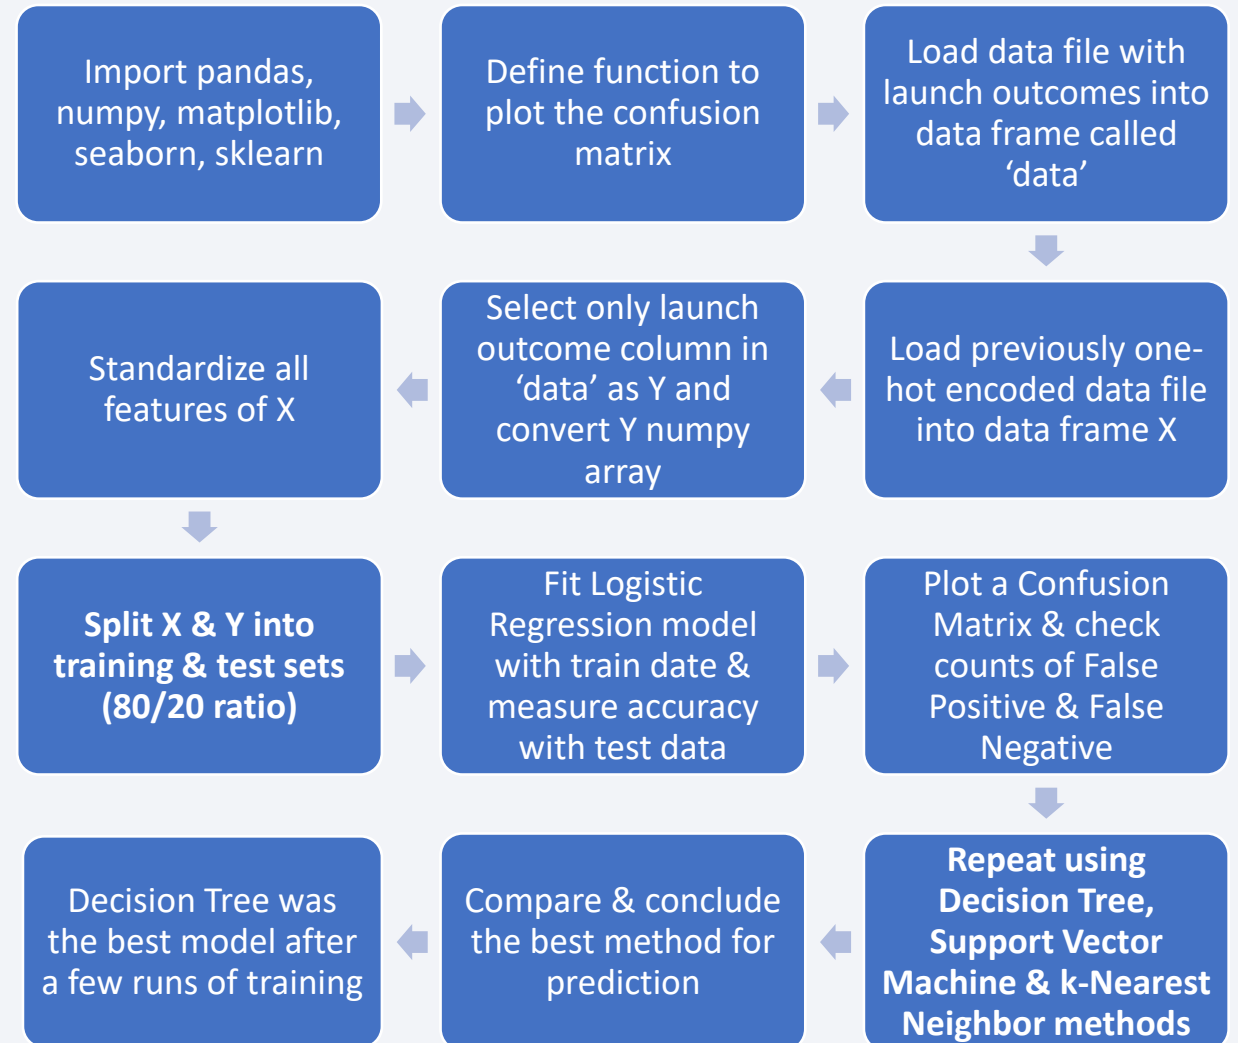 Import pandas,
numpy, matplotlib,
seaborn, sklearn
Define function to
plot the confusion
matrix
Load data file with
launch outcomes into
data frame called
‘data’
Load previously one-
hot encoded data file
into data frame X
Select only launch
outcome column in
‘data’ as Y and
convert Y numpy
array
Standardize all
features of X
Split X & Y into
training & test sets
(80/20 ratio)
Fit Logistic
Regression model
with train date &
measure accuracy
with test data
Plot a Confusion
Matrix & check
counts of False
Positive & False
Negative
Repeat using
Decision Tree,
Support Vector
Machine & k-Nearest
Neighbor methods
Compare & conclude
the best method for
prediction
Decision Tree was
the best model after
a few runs of training